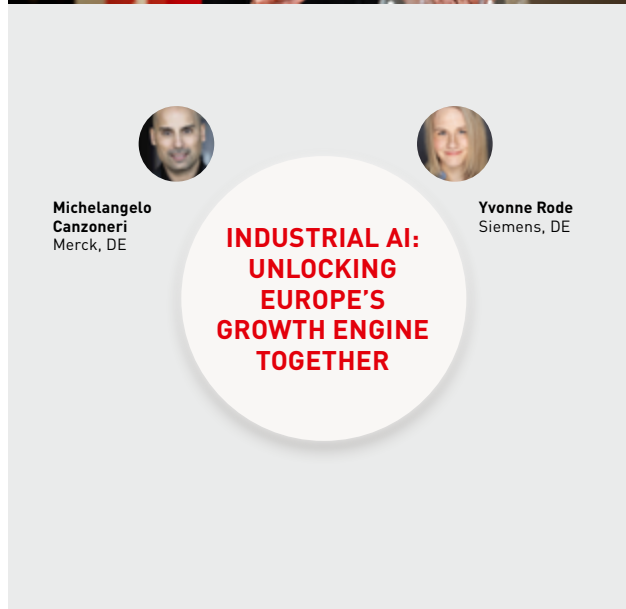 Michelangelo
Canzoneri
Merck, DE
Yvonne Rode
Siemens, DE
INDUSTRIAL AI:
UNLOCKING
EUROPE’S
GROWTH ENGINE
TOGETHER